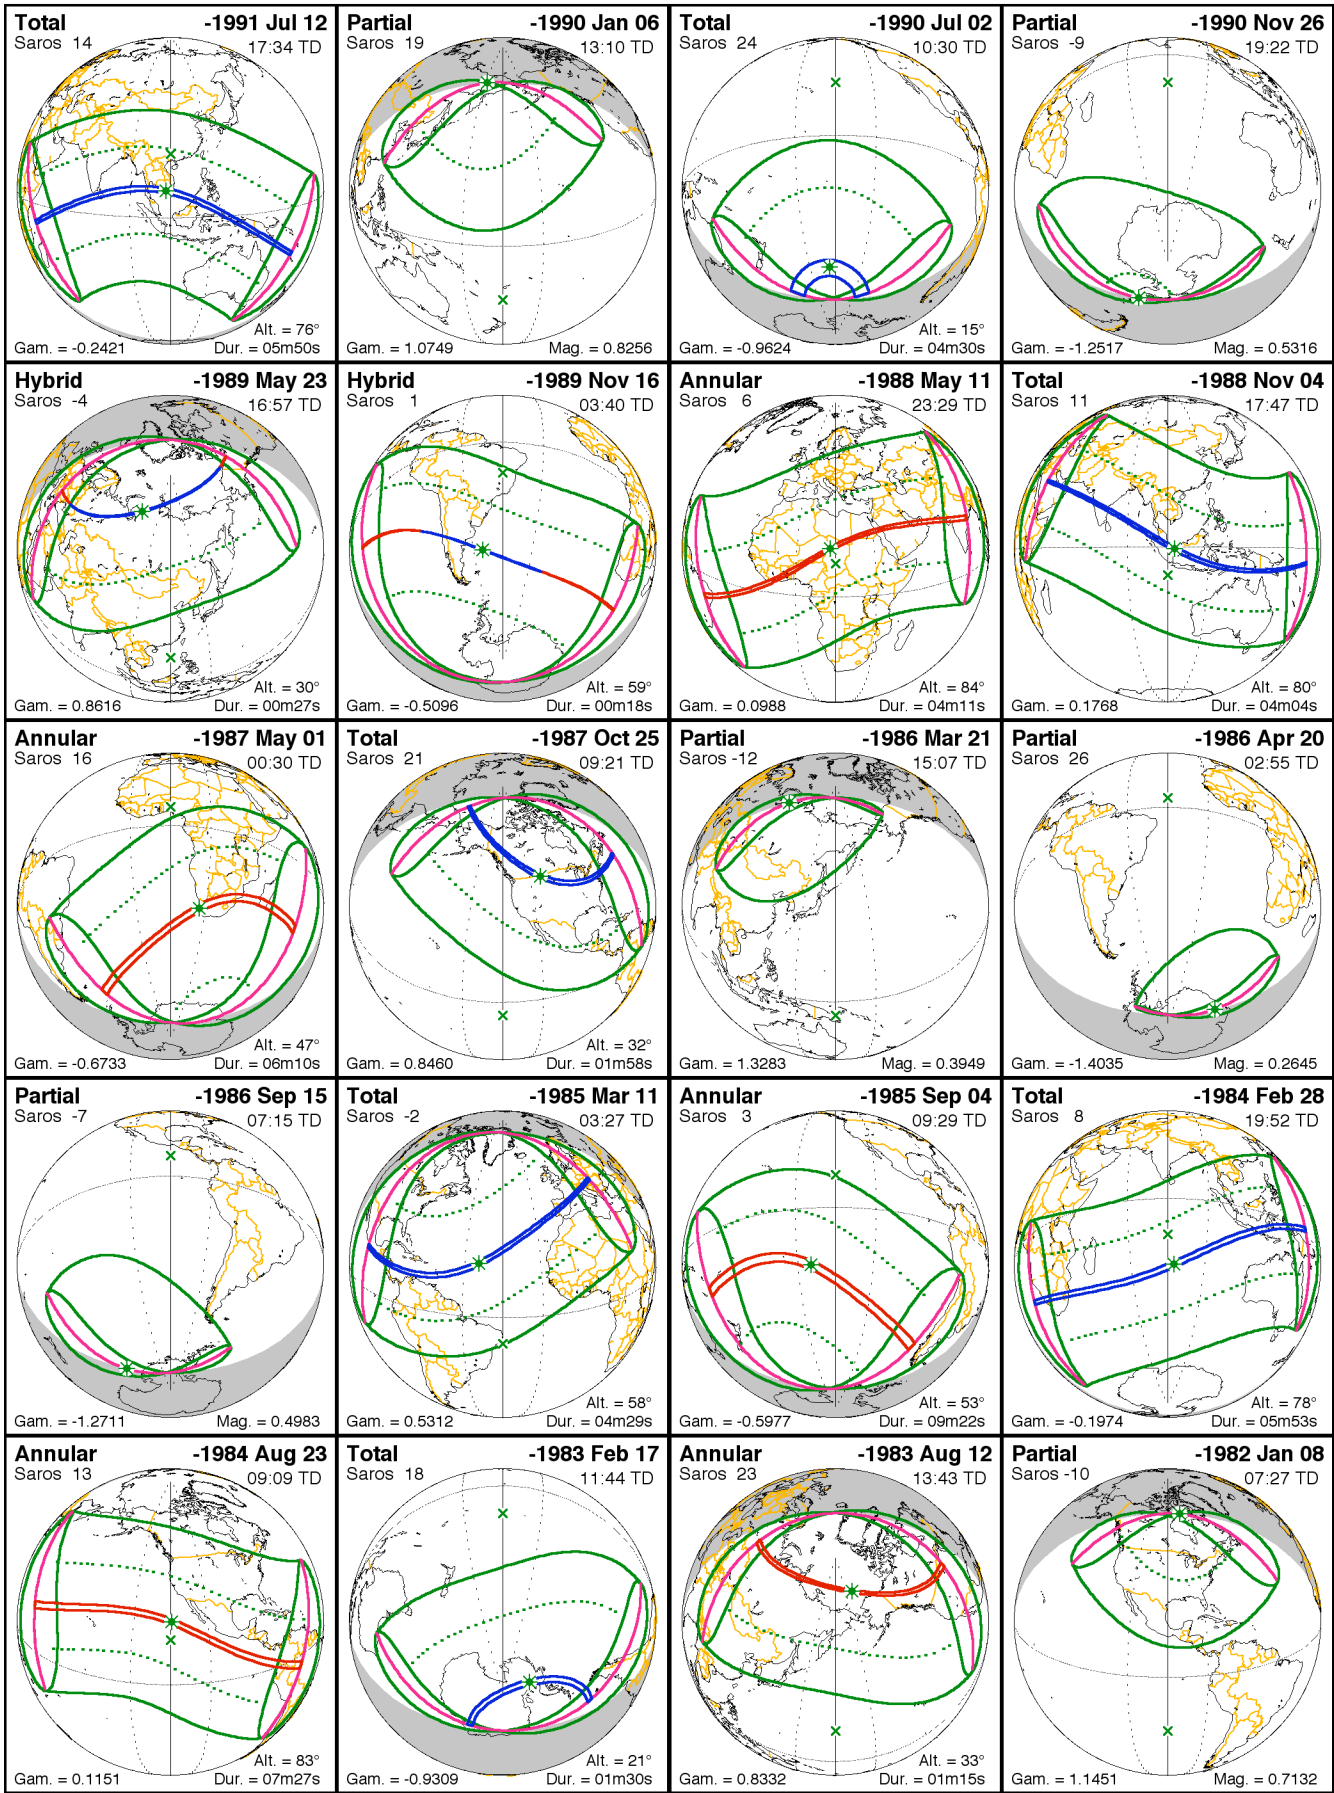 Total -1991 Jul 12
Saros 14 17:34 TD
Alt. = 76°
Gam. = -0.2421 Dur. = 05m50s
Partial -1990 Jan 06
Saros 19 13:10 TD
Gam. = 1.0749 Mag. = 0.8256
Total -1990 Jul 02
Saros 24 10:30 TD
Alt. = 15°
Gam. = -0.9624 Dur. = 04m30s
Partial -1990 Nov 26
Saros -9 19:22 TD
Gam. = -1.2517 Mag. = 0.5316
Hybrid -1989 May 23
Saros -4 16:57 TD
Alt. = 30°
Gam. = 0.8616 Dur. = 00m27s
Hybrid -1989 Nov 16
Saros 1 03:40 TD
Alt. = 59°
Gam. = -0.5096 Dur. = 00m18s
Annular -1988 May 11
Saros 6 23:29 TD
Alt. = 84°
Gam. = 0.0988 Dur. = 04m11s
Total -1988 Nov 04
Saros 11 17:47 TD
Alt. = 80°
Gam. = 0.1768 Dur. = 04m04s
Annular -1987 May 01
Saros 16 00:30 TD
Alt. = 47°
Gam. = -0.6733 Dur. = 06m10s
Total -1987 Oct 25
Saros 21 09:21 TD
Alt. = 32°
Gam. = 0.8460 Dur. = 01m58s
Partial -1986 Mar 21
Saros -12 15:07 TD
Gam. = 1.3283 Mag. = 0.3949
Partial -1986 Apr 20
Saros 26 02:55 TD
Gam. = -1.4035 Mag. = 0.2645
Partial -1986 Sep 15
Saros -7 07:15 TD
Gam. = -1.2711 Mag. = 0.4983
Total -1985 Mar 11
Saros -2 03:27 TD
Alt. = 58°
Gam. = 0.5312 Dur. = 04m29s
Annular -1985 Sep 04
Saros 3 09:29 TD
Alt. = 53°
Gam. = -0.5977 Dur. = 09m22s
Total -1984 Feb 28
Saros 8 19:52 TD
Alt. = 78°
Gam. = -0.1974 Dur. = 05m53s
Annular -1984 Aug 23
Saros 13 09:09 TD
Alt. = 83°
Gam. = 0.1151 Dur. = 07m27s
Total -1983 Feb 17
Saros 18 11:44 TD
Alt. = 21°
Gam. = -0.9309 Dur. = 01m30s
Annular -1983 Aug 12
Saros 23 13:43 TD
Alt. = 33°
Gam. = 0.8332 Dur. = 01m15s
Partial -1982 Jan 08
Saros -10 07:27 TD
Gam. = 1.1451 Mag. = 0.7132